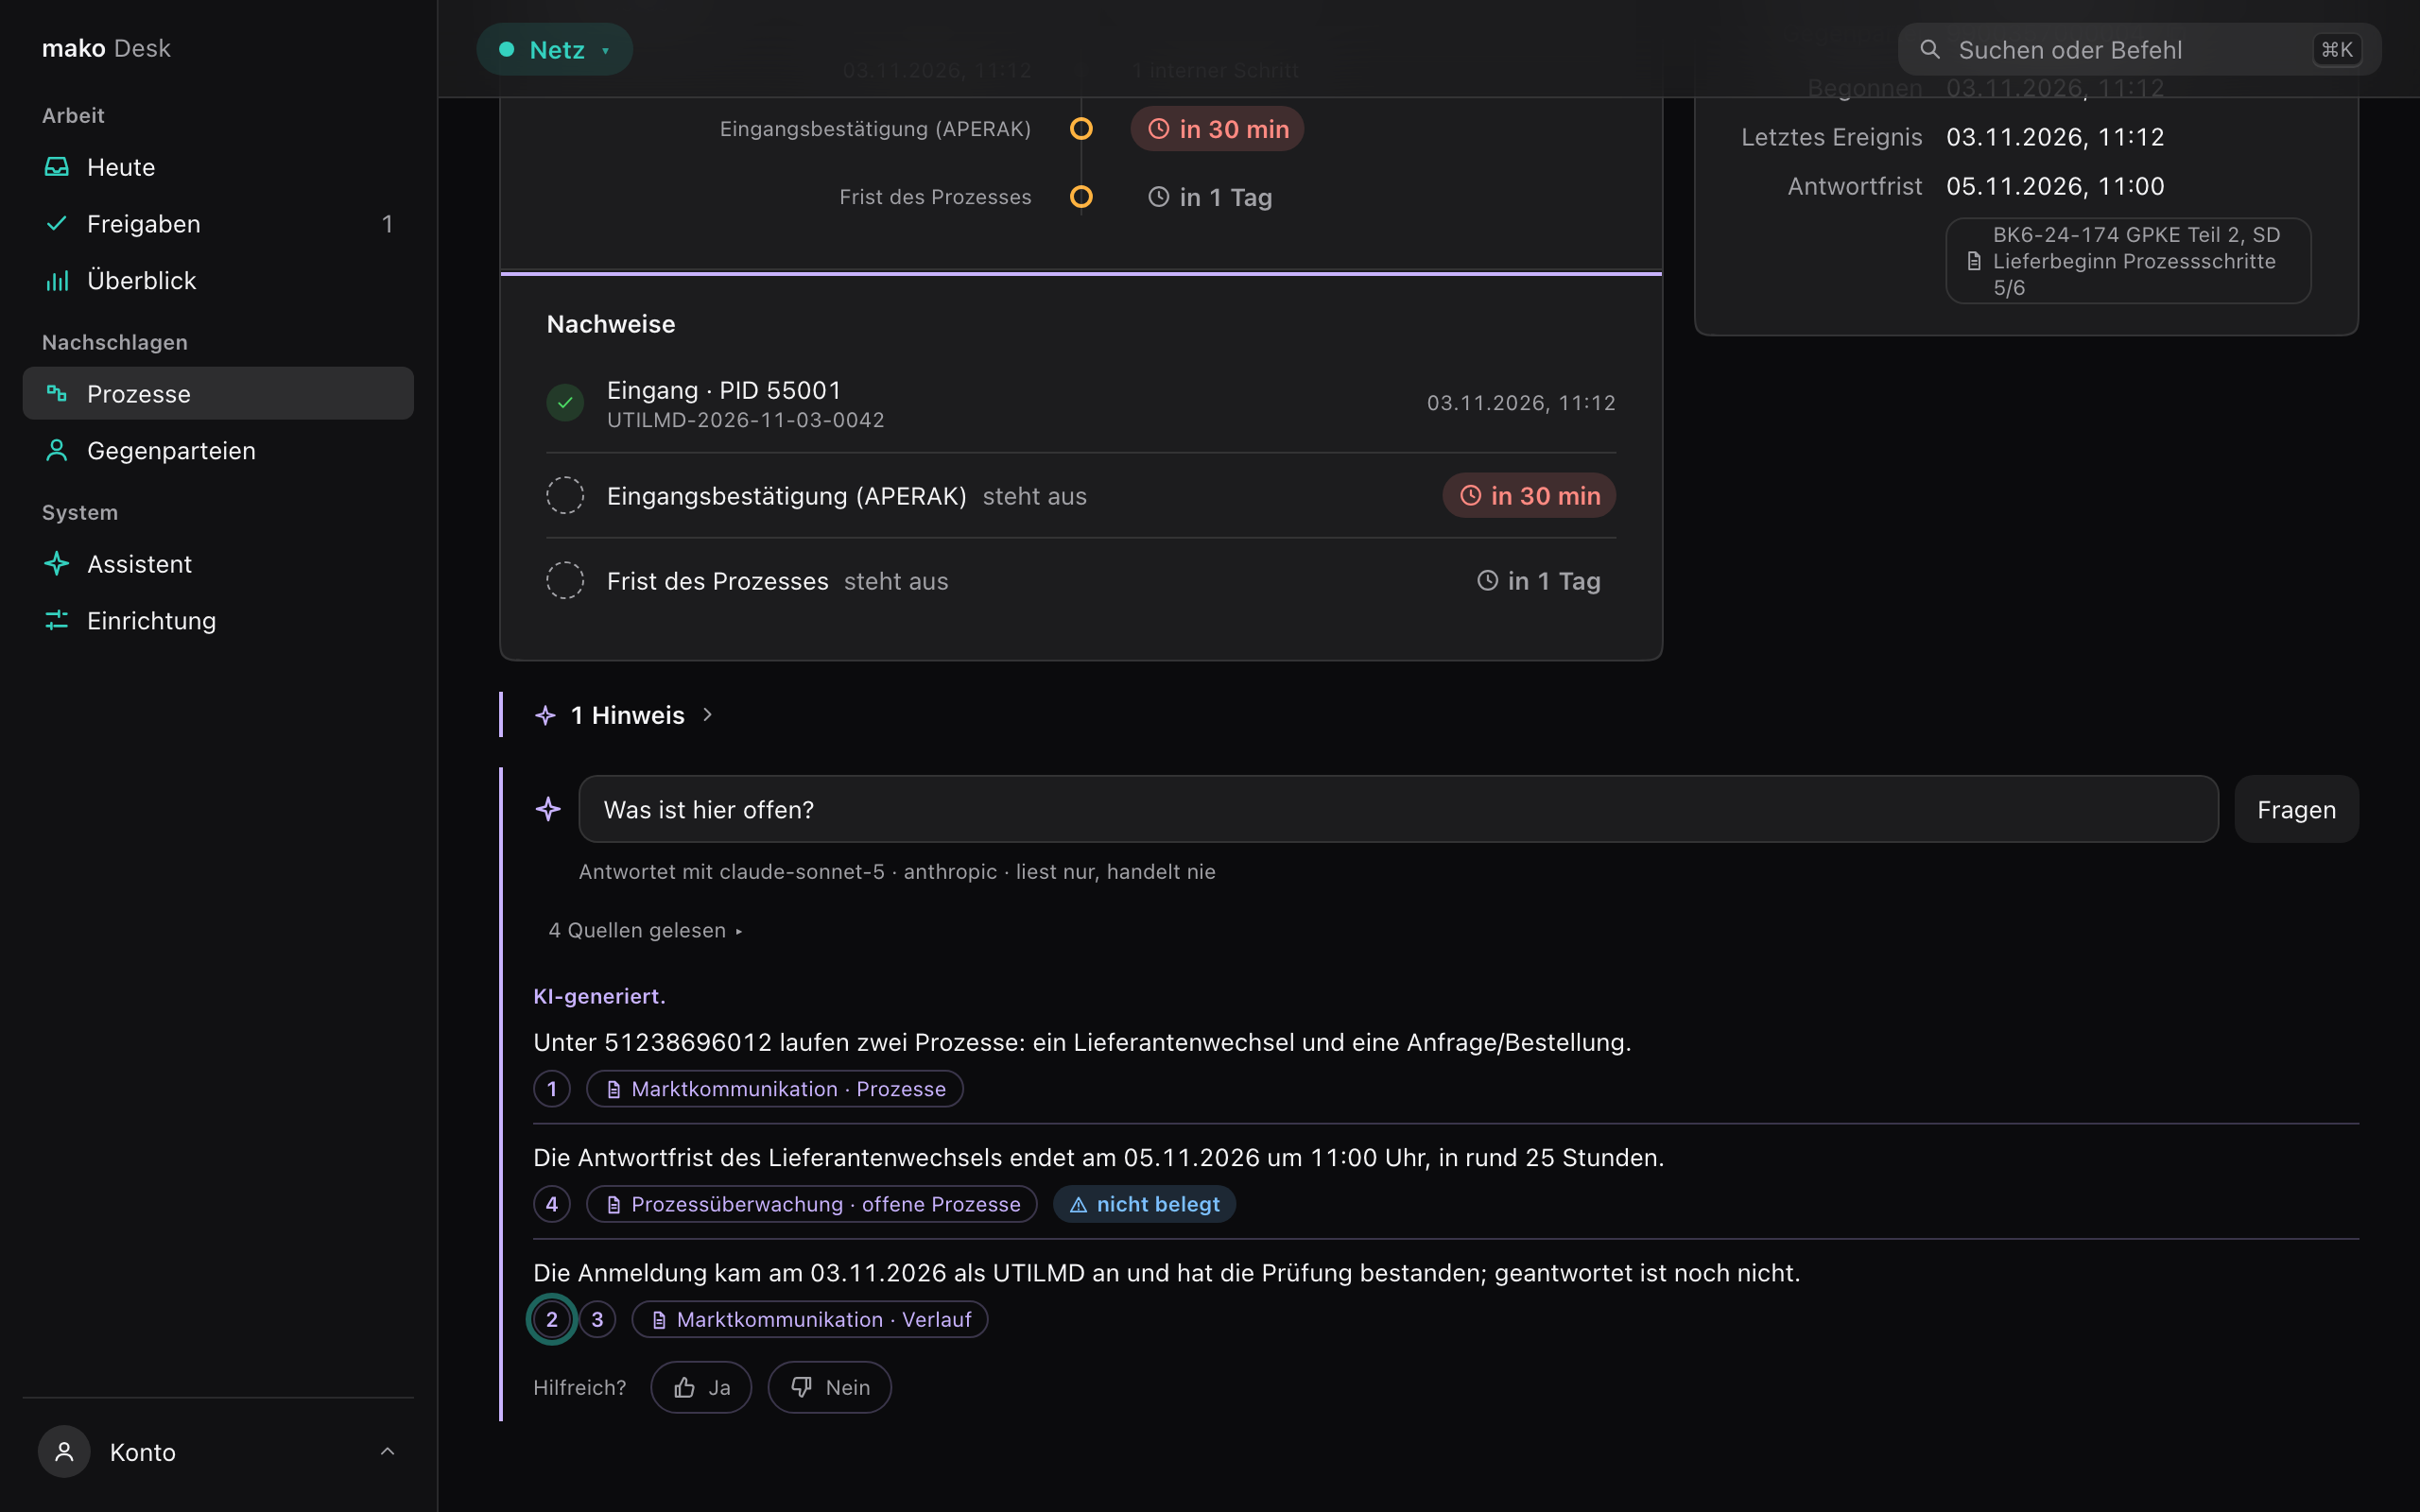 mako Desk
Arbeit
Heute
Freigaben 1
Überblick
Nachschlagen
Prozesse
Gegenparteien
System
Assistent
Einrichtung
Konto
Netz
Suchen oder Befehl ⌘K
03.11.2026, 11:12 1 interner Schritt
Eingangsbestätigung (APERAK) in 30 min
Frist des Prozesses in 1 Tag
Begonnen 03.11.2026, 11:12
Letztes Ereignis 03.11.2026, 11:12
Antwortfrist 05.11.2026, 11:00
BK6-24-174 GPKE Teil 2, SD
Lieferbeginn Prozessschritte
5/6
Nachweise
Eingang · PID 55001
UTILMD-2026-11-03-0042
03.11.2026, 11:12
Eingangsbestätigung (APERAK) steht aus in 30 min
Frist des Prozesses steht aus in 1 Tag
1 Hinweis
Was ist hier offen?
Fragen
Antwortet mit claude-sonnet-5 · anthropic · liest nur, handelt nie
4 Quellen gelesen
KI-generiert.
Unter 51238696012 laufen zwei Prozesse: ein Lieferantenwechsel und eine Anfrage/Bestellung.
1 Marktkommunikation · Prozesse
Die Antwortfrist des Lieferantenwechsels endet am 05.11.2026 um 11:00 Uhr, in rund 25 Stunden.
4 Prozessüberwachung · offene Prozesse nicht belegt
Die Anmeldung kam am 03.11.2026 als UTILMD an und hat die Prüfung bestanden; geantwortet ist noch nicht.
2 3 Marktkommunikation · Verlauf
Hilfreich? Ja Nein